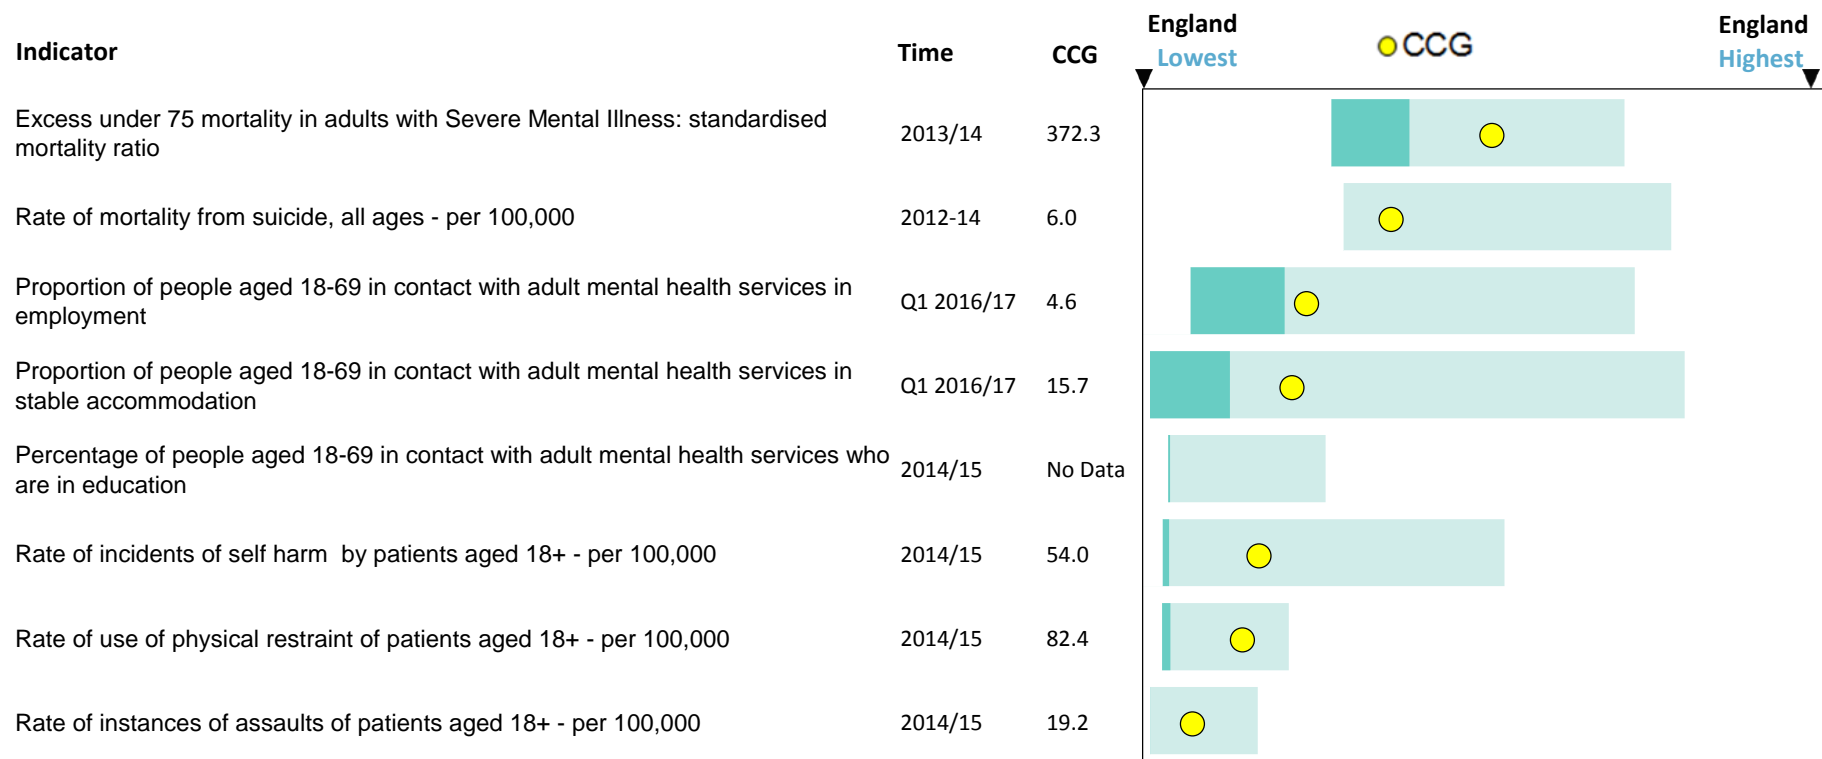 Indicator Time CCG England Lowest CCG England Highest
Excess under 75 mortality in adults with Severe Mental Illness: standardised
mortality ratio
2013/14 372.3
Rate of mortality from suicide, all ages - per 100,000 2012-14 6.0
Proportion of people aged 18-69 in contact with adult mental health services in
employment
Q1 2016/17 4.6
Proportion of people aged 18-69 in contact with adult mental health services in
stable accommodation
Q1 2016/17 15.7
Percentage of people aged 18-69 in contact with adult mental health services who
are in education
2014/15 No Data
Rate of incidents of self harm  by patients aged 18+ - per 100,000 2014/15 54.0
Rate of use of physical restraint of patients aged 18+ - per 100,000 2014/15 82.4
Rate of instances of assaults of patients aged 18+ - per 100,000 2014/15 19.2